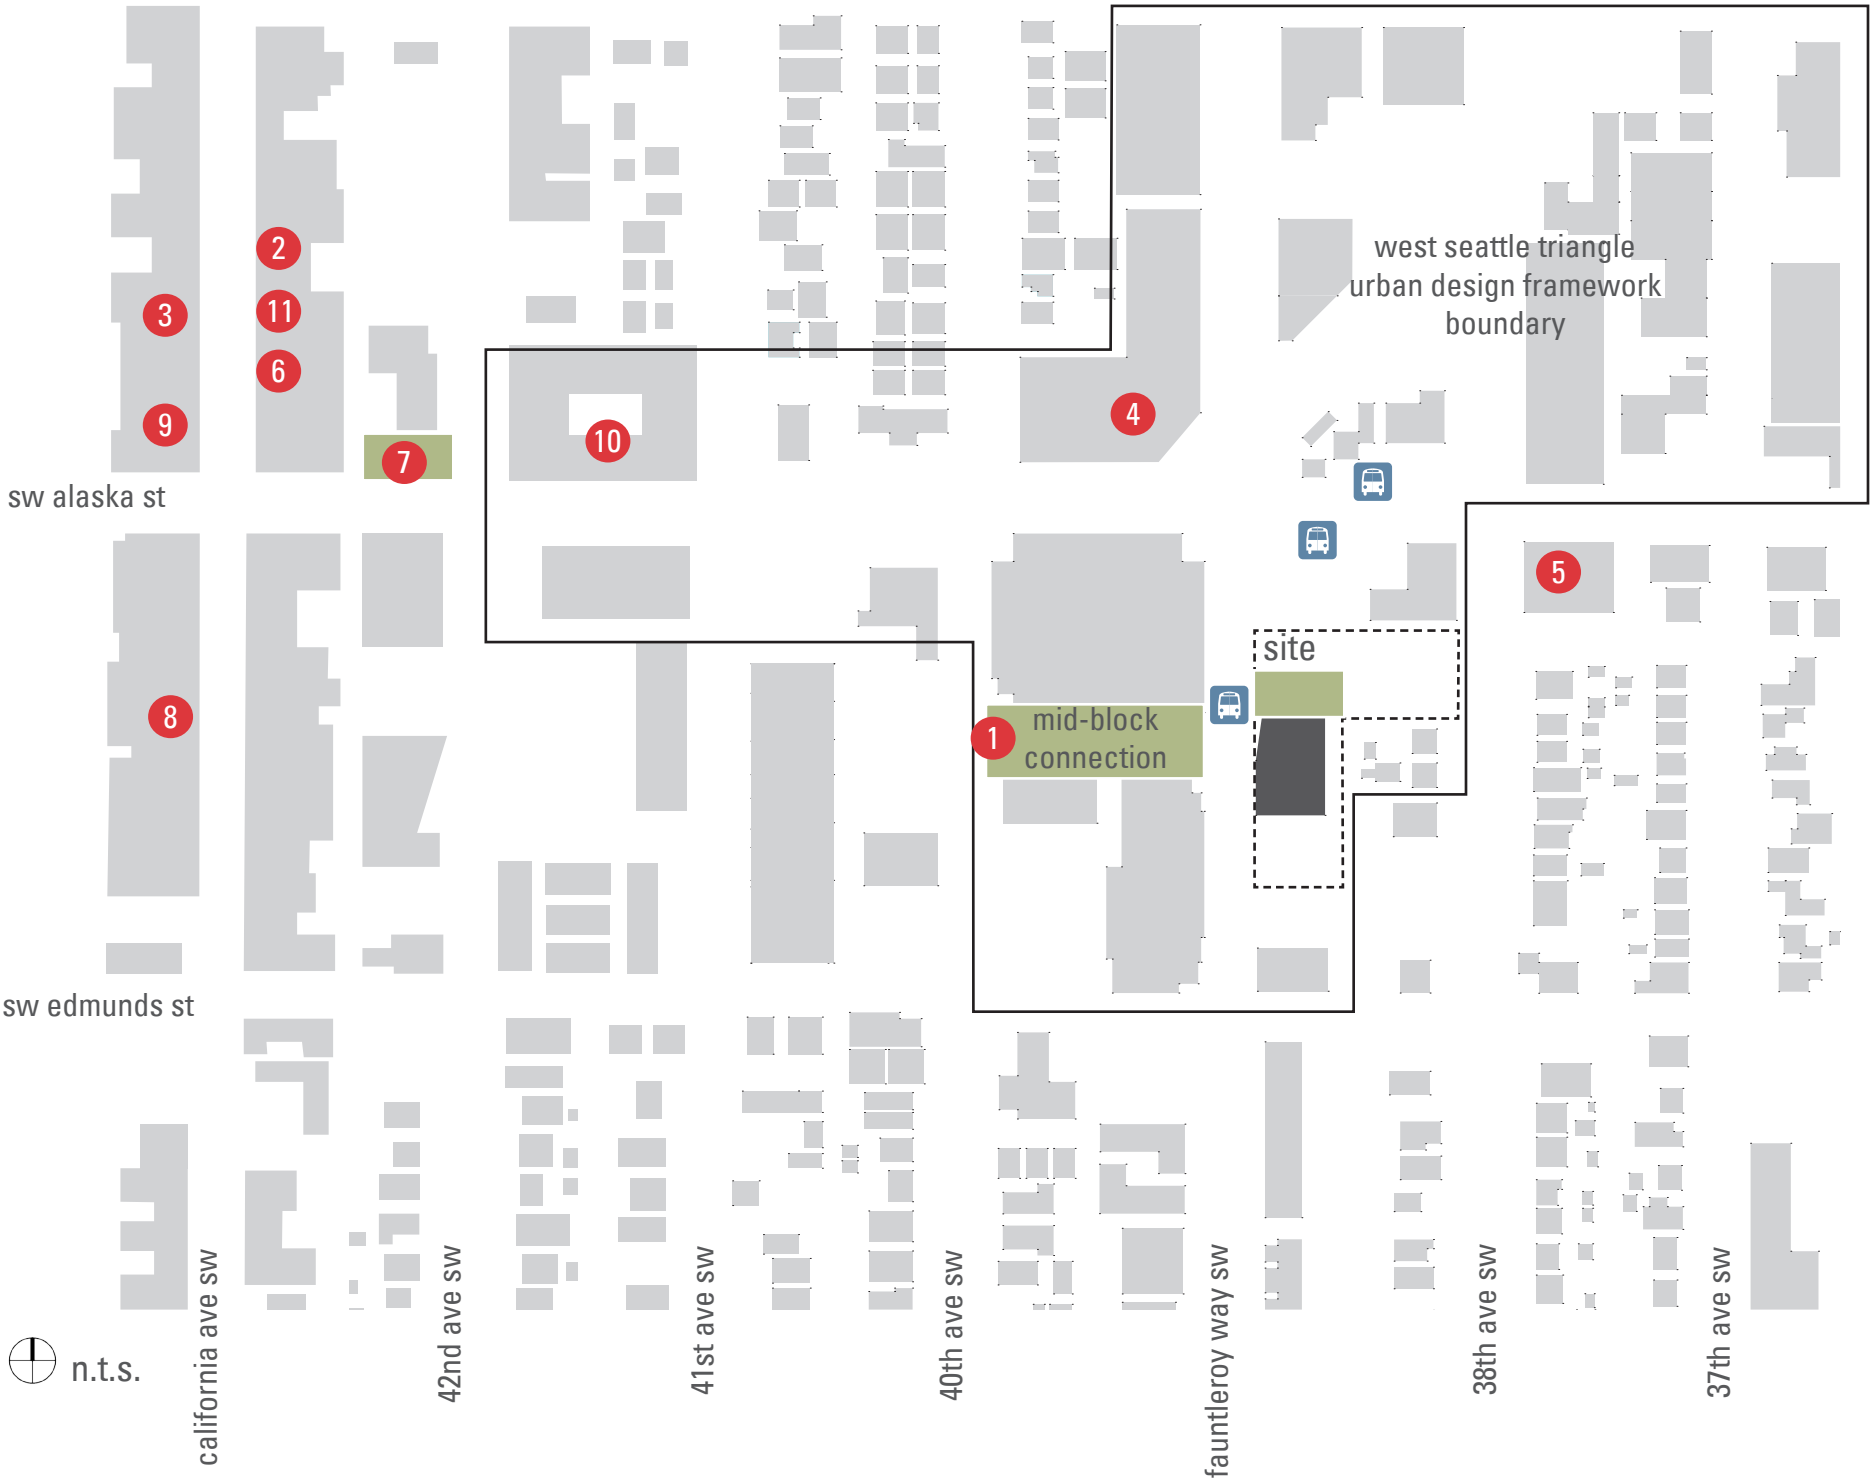 2
west seattle triangle
urban design framework
boundary
3
11
6
4
9
10
7
sw alaska st
5
site
8
1
mid-block
connection
sw edmunds st
california ave sw
42nd ave sw
41st ave sw
40th ave sw
fauntleroy way sw
38th ave sw
37th ave sw
n.t.s.